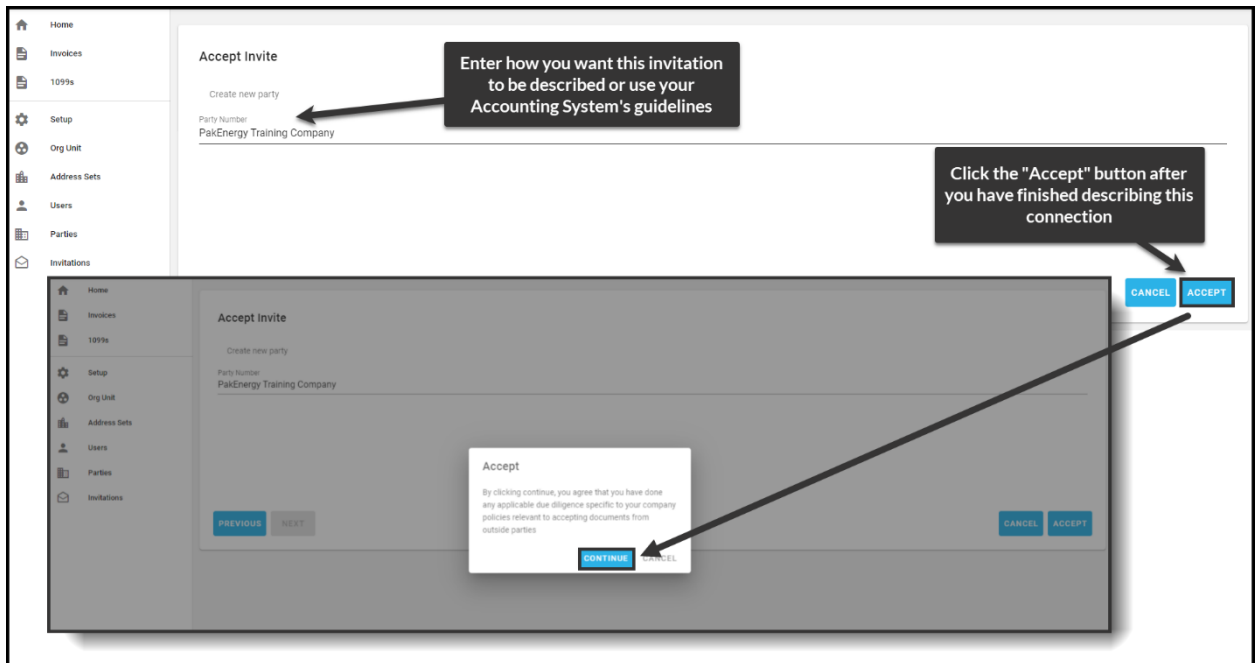 Home
Invoices
1099s
Setup
Org Unit
Address Sets
Users
Parties
Invitations
Accept Invite
Create new party
Party Number
PakEnergy Training Company
Enter how you want this invitation
to be described or use your
Accounting System's guidelines
Click the "Accept" button after
you have finished describing this
connection
CANCEL ACCEPT
Home
Invoices
1099s
Setup
Org Unit
Address Sets
Users
Parties
Invitations
Accept Invite
Create new party
Party Number
PakEnergy Training Company
Accept
By clicking continue, you agree that you have done
any applicable due diligence specific to your company
policies relevant to accepting documents from
outside parties
CONTINUE CANCEL
PREVIOUS NEXT
CANCEL ACCEPT